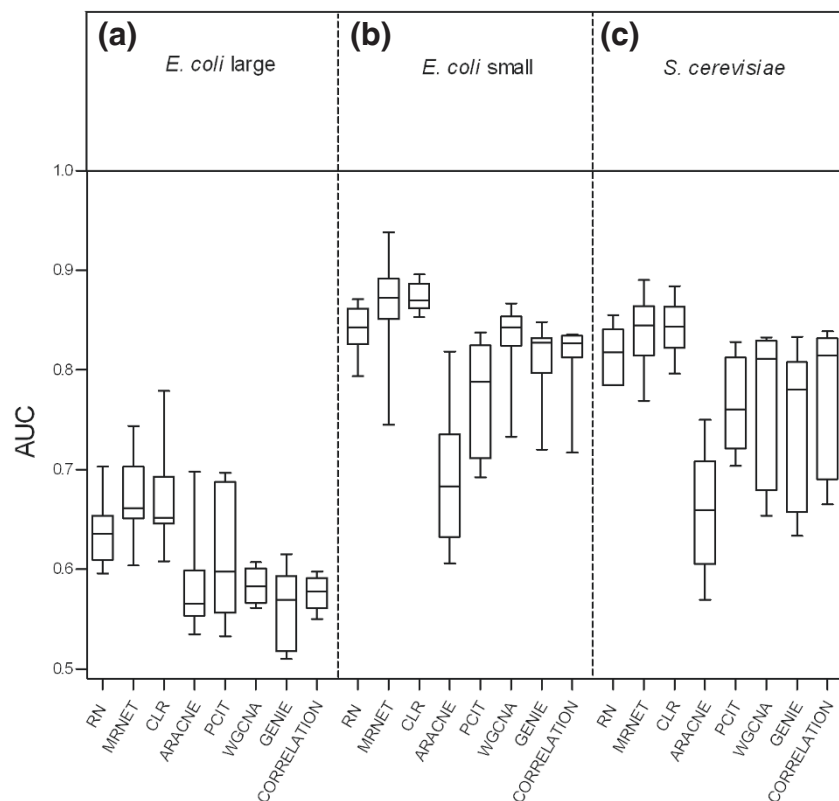 (a)
E. coli large
(b)
E. coli small
(c)
S. cerevisiae
AUC
1.0
0.9
0.8
0.7
0.6
0.5
RN
MRNET
CLR
ARACNE
PCIT
WGCNA
GENIE
CORRELATION
RN
MRNET
CLR
ARACNE
PCIT
WGCNA
GENIE
CORRELATION
RN
MRNET
CLR
ARACNE
PCIT
WGCNA
GENIE
CORRELATION